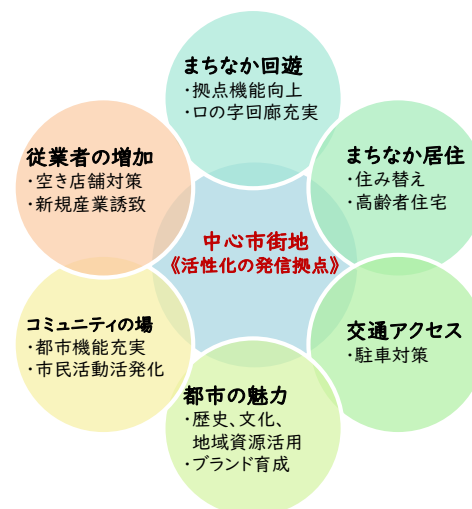 まちなか回遊
・拠点機能向上
・ロの字回廊充実
従業者の増加
・空き店舗対策
・新規産業誘致
まちなか居住
・住み替え
・高齢者住宅
中心市街地
《活性化の発信拠点》
コミュニティの場
・都市機能充実
・市民活動活発化
交通アクセス
・駐車対策
都市の魅力
・歴史、文化、
地域資源活用
・ブランド育成